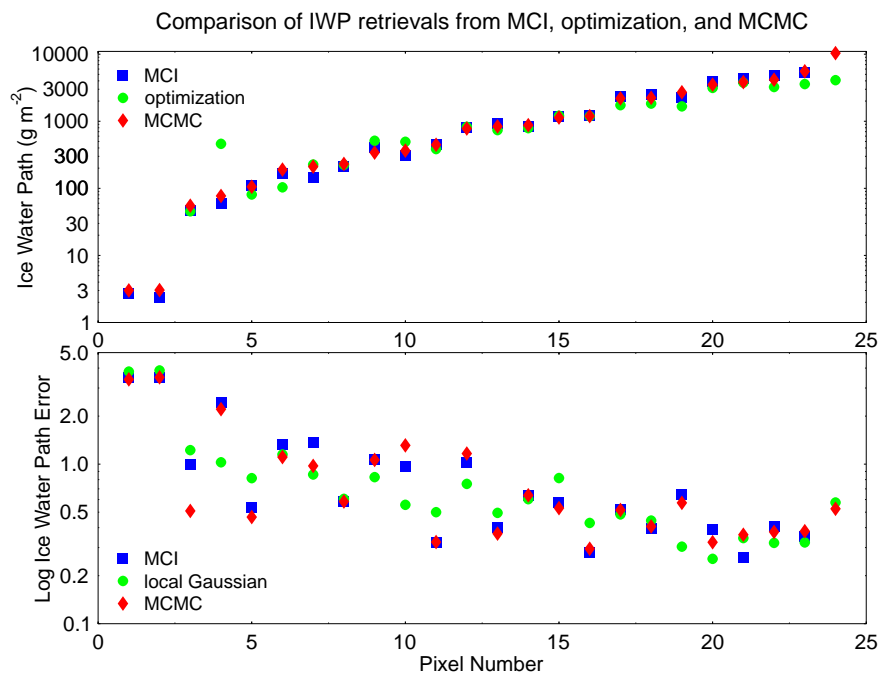 Comparison of IWP retrievals from MCI, optimization, and MCMC
Ice Water Path (g m⁻²)
10000
3000
1000
300
100
30
10
3
1
MCI
optimization
MCMC
0 5 10 15 20 25
Log Ice Water Path Error
5.0
2.0
1.0
0.5
0.2
0.1
MCI
local Gaussian
MCMC
0 5 10 15 20 25
Pixel Number